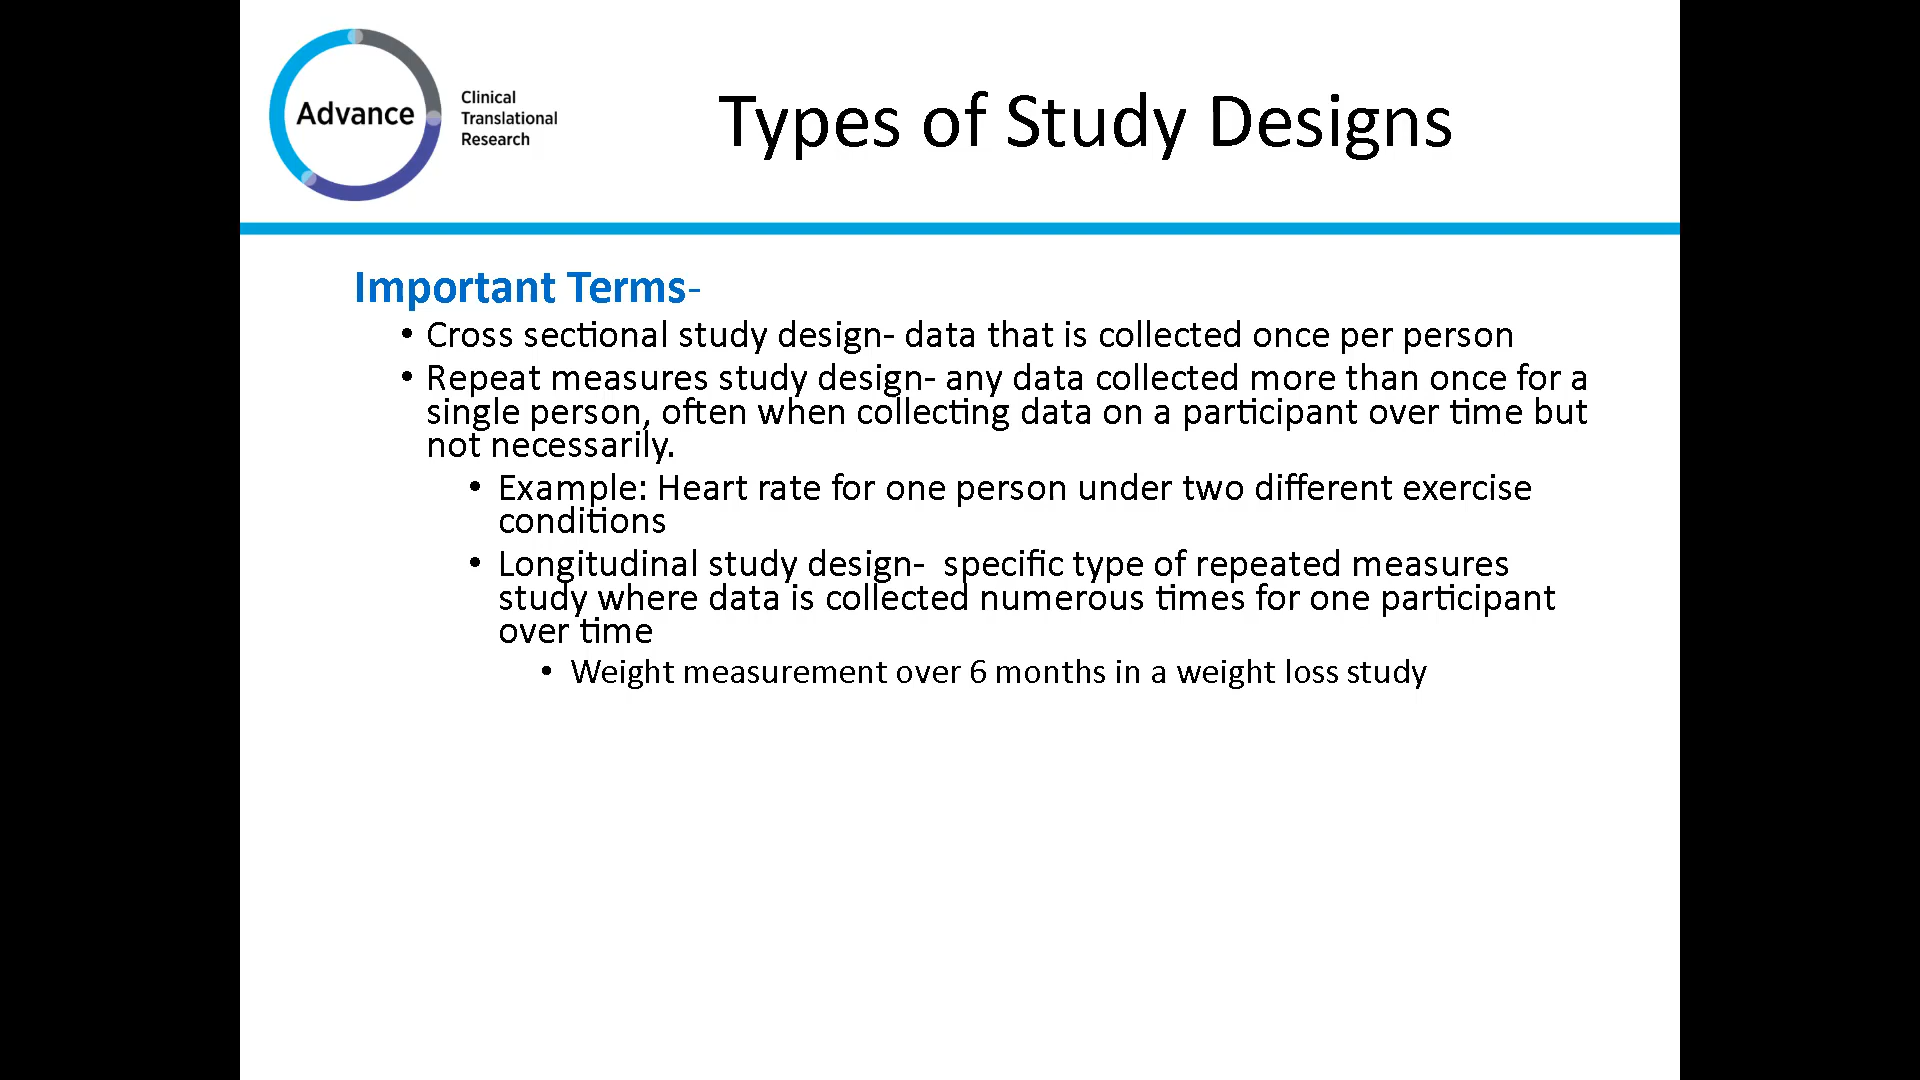 Advance
Clinical
Translational
Research
Types of Study Designs
Important Terms-
• Cross sectional study design- data that is collected once per person
• Repeat measures study design- any data collected more than once for a
single person, often when collecting data on a participant over time but
not necessarily.
• Example: Heart rate for one person under two different exercise
conditions
• Longitudinal study design-  specific type of repeated measures
study where data is collected numerous times for one participant
over time
• Weight measurement over 6 months in a weight loss study